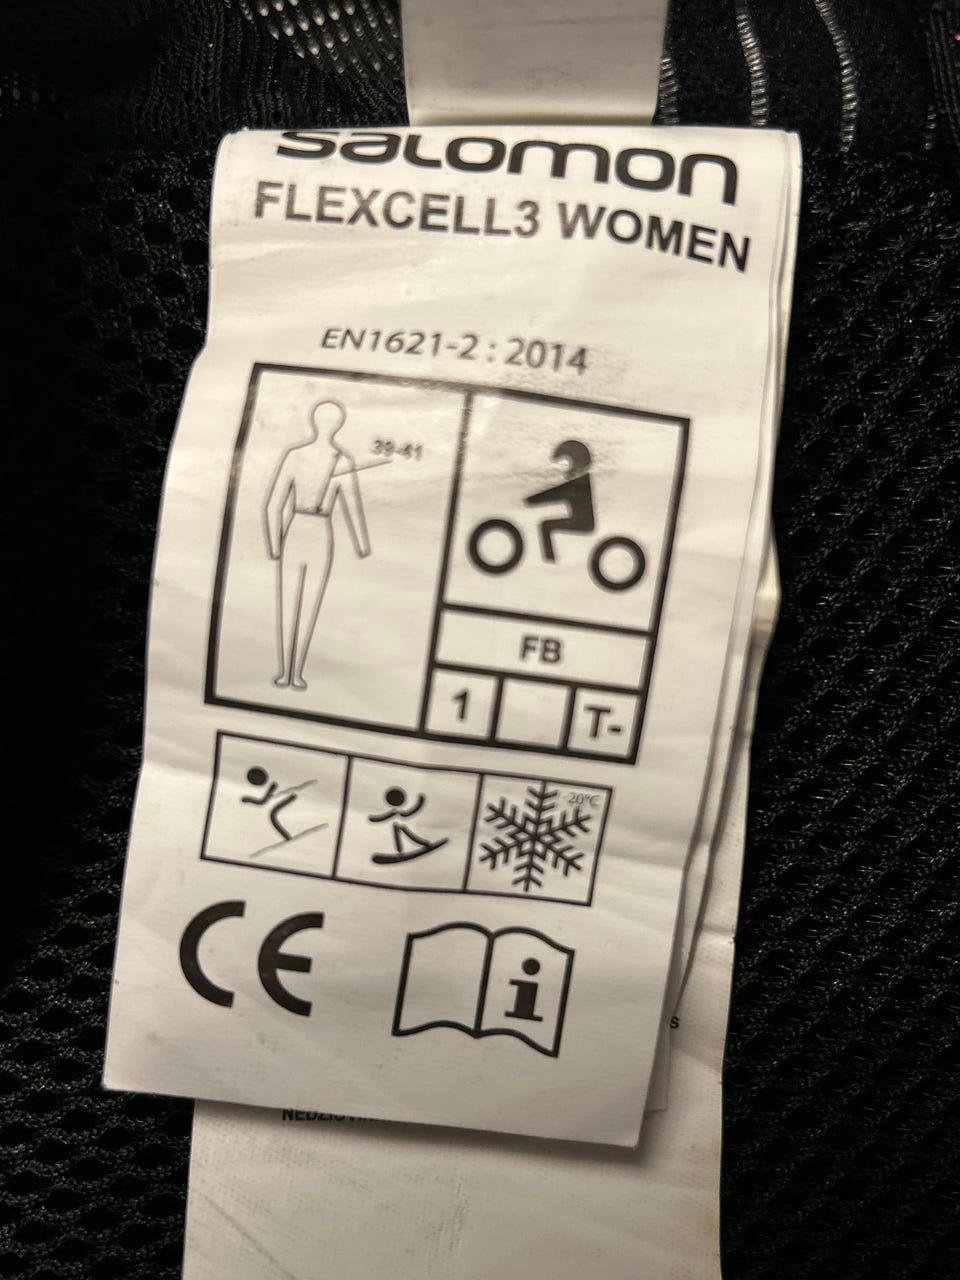 salomon
FLEXCELL3 WOMEN
EN1621-2 : 2014
39-41
FB
1
T-
-20°C
CE
i
s